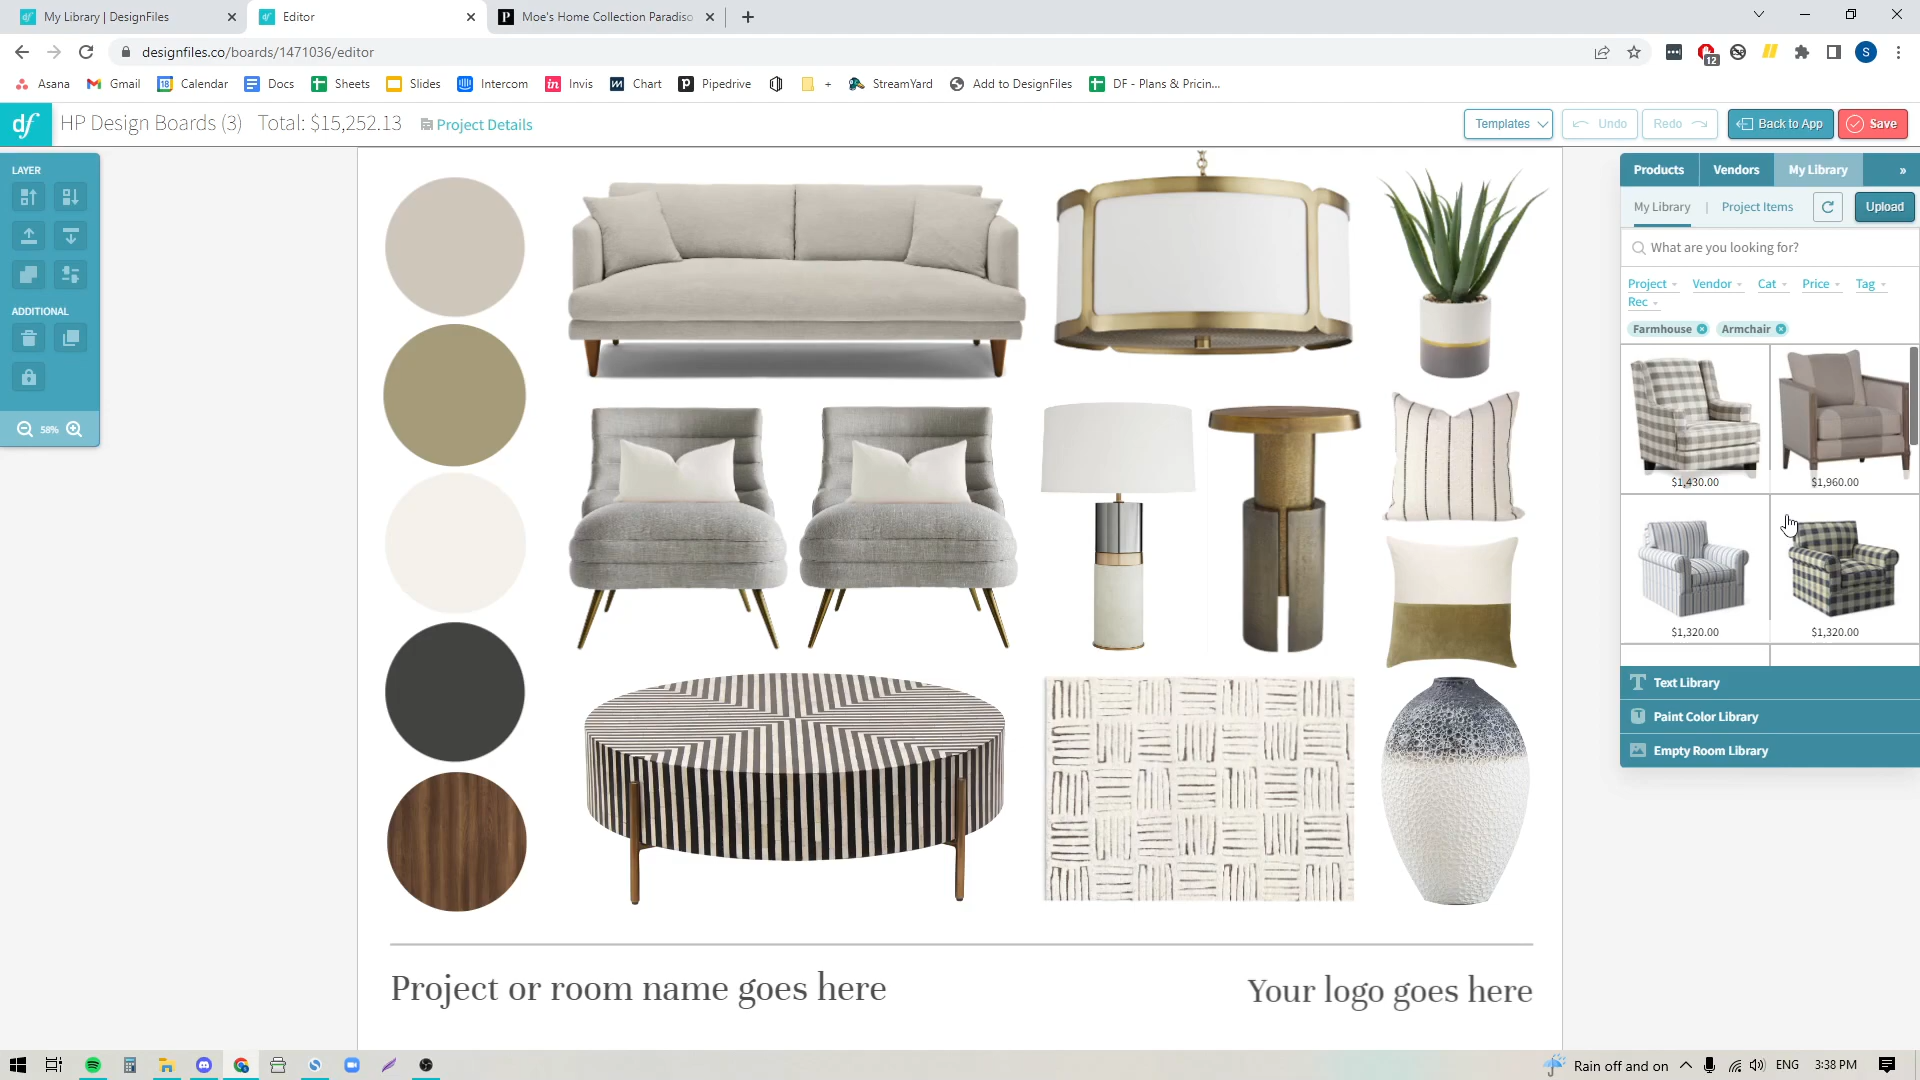 My Library | DesignFiles
Editor
Moe's Home Collection Paradiso
designfiles.co/boards/1471036/editor
12
S
Asana
Gmail
18
Calendar
Docs
Sheets
Slides
Intercom
in
Invis
Chart
Pipedrive
+
StreamYard
Add to DesignFiles
DF - Plans & Pricin...
df
HP Design Boards (3)
Total: $15,252.13
Project Details
Templates
Undo
Redo
Back to App
Save
LAYER
ADDITIONAL
58%
Products
Vendors
My Library
»
My Library | Project Items
Upload
What are you looking for?
Project
Vendor
Cat
Price
Tag
Rec
Farmhouse
Armchair
$1,430.00
$1,960.00
$1,320.00
$1,320.00
Text Library
Paint Color Library
Empty Room Library
Project or room name goes here
Your logo goes here
Rain off and on
ENG
3:38 PM